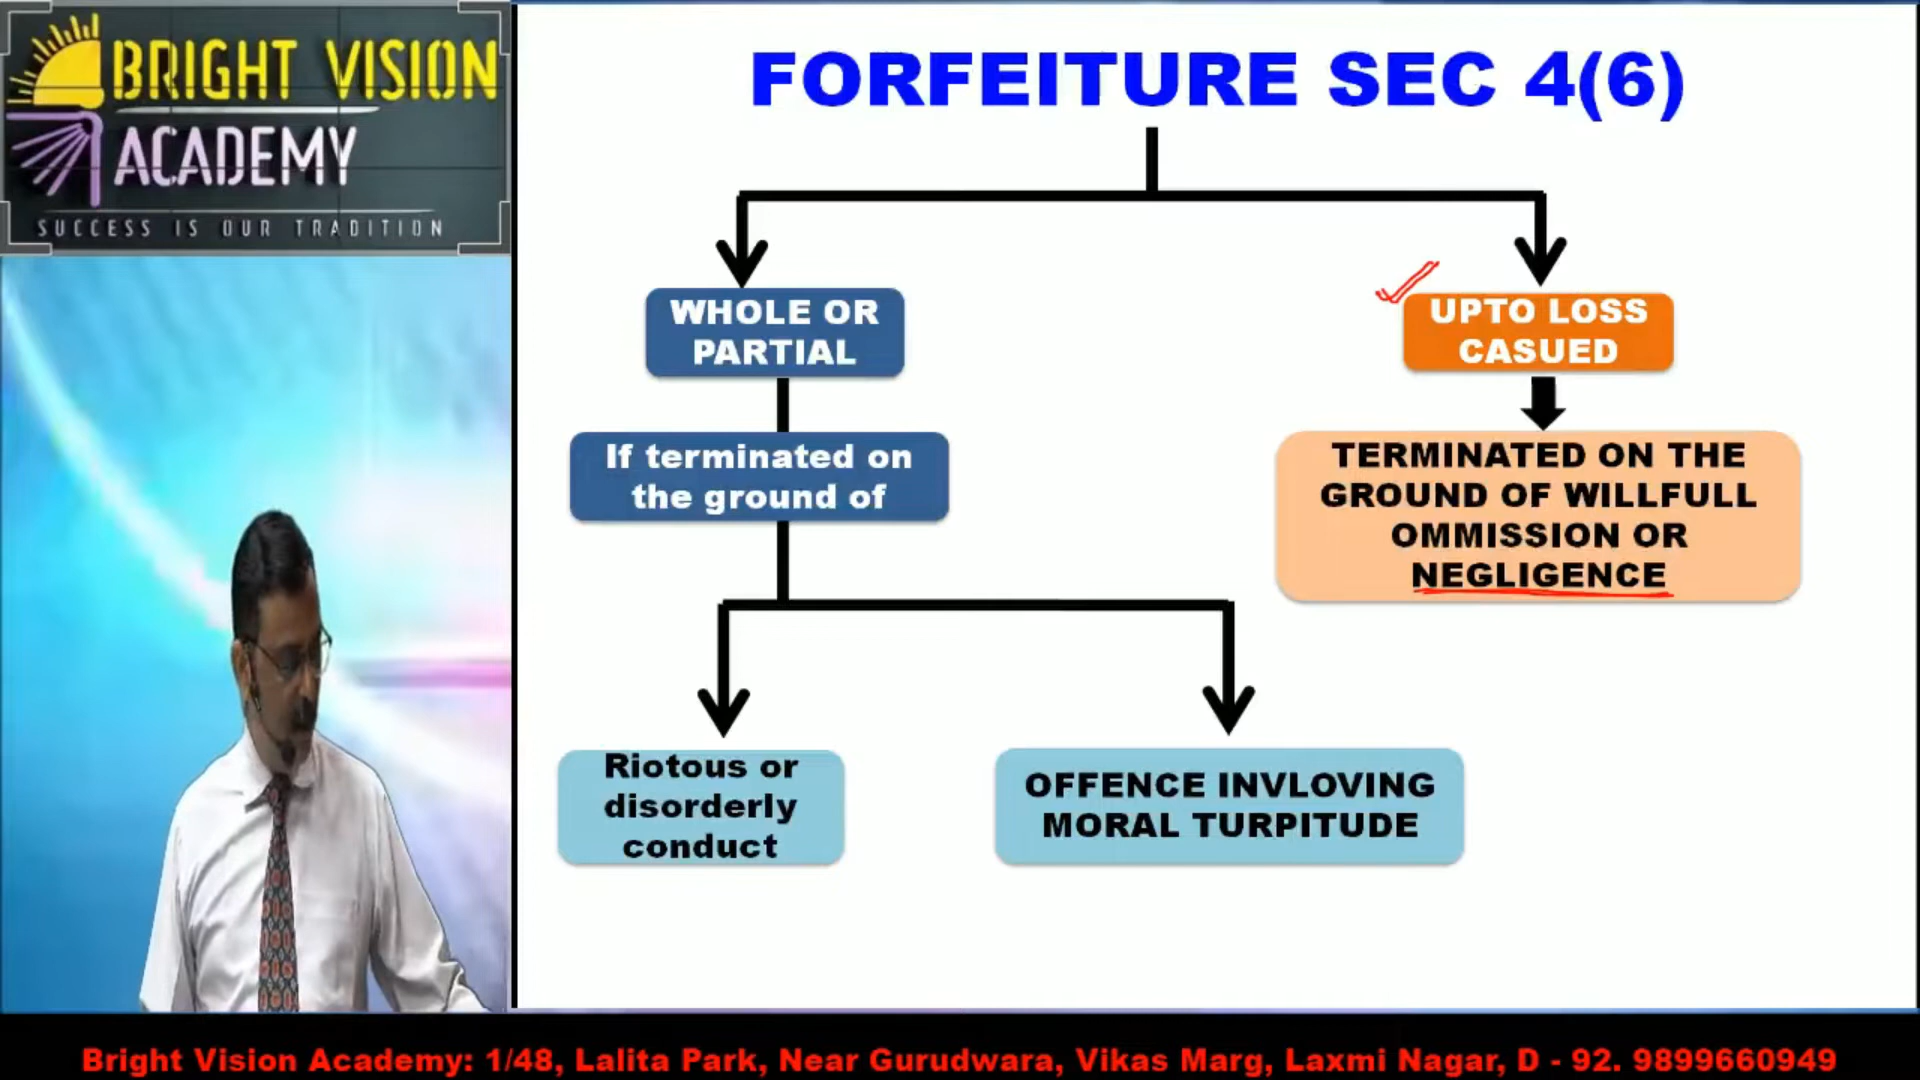 BRIGHT VISION
ACADEMY
SUCCESS IS OUR TRADITION
FORFEITURE SEC 4(6)
WHOLE OR
PARTIAL
UPTO LOSS
CASUED
If terminated on
the ground of
TERMINATED ON THE
GROUND OF WILLFULL
OMMISSION OR
NEGLIGENCE
Riotous or
disorderly
conduct
OFFENCE INVLOVING
MORAL TURPITUDE
Bright Vision Academy: 1/48, Lalita Park, Near Gurudwara, Vikas Marg, Laxmi Nagar, D - 92. 9899660949